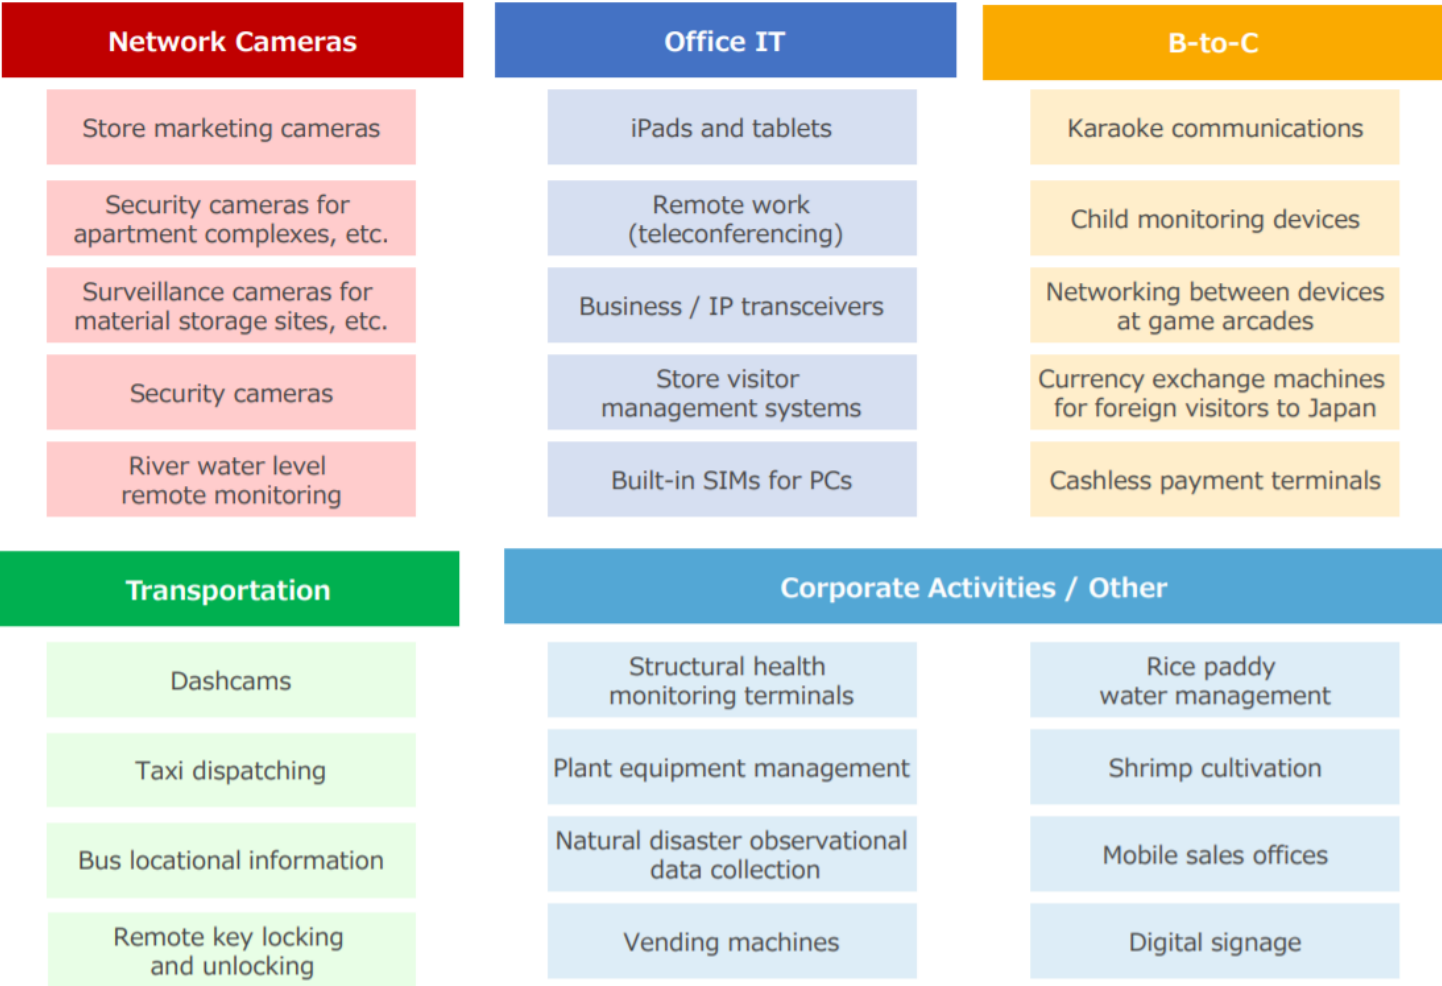 Network Cameras
Store marketing cameras
Security cameras for
apartment complexes, etc.
Surveillance cameras for
material storage sites, etc.
Security cameras
River water level
remote monitoring
Office IT
iPads and tablets
Remote work
(teleconferencing)
Business / IP transceivers
Store visitor
management systems
Built-in SIMs for PCs
B-to-C
Karaoke communications
Child monitoring devices
Networking between devices
at game arcades
Currency exchange machines
for foreign visitors to Japan
Cashless payment terminals
Transportation
Dashcams
Taxi dispatching
Bus locational information
Remote key locking
and unlocking
Corporate Activities / Other
Structural health
monitoring terminals
Plant equipment management
Natural disaster observational
data collection
Vending machines
Rice paddy
water management
Shrimp cultivation
Mobile sales offices
Digital signage